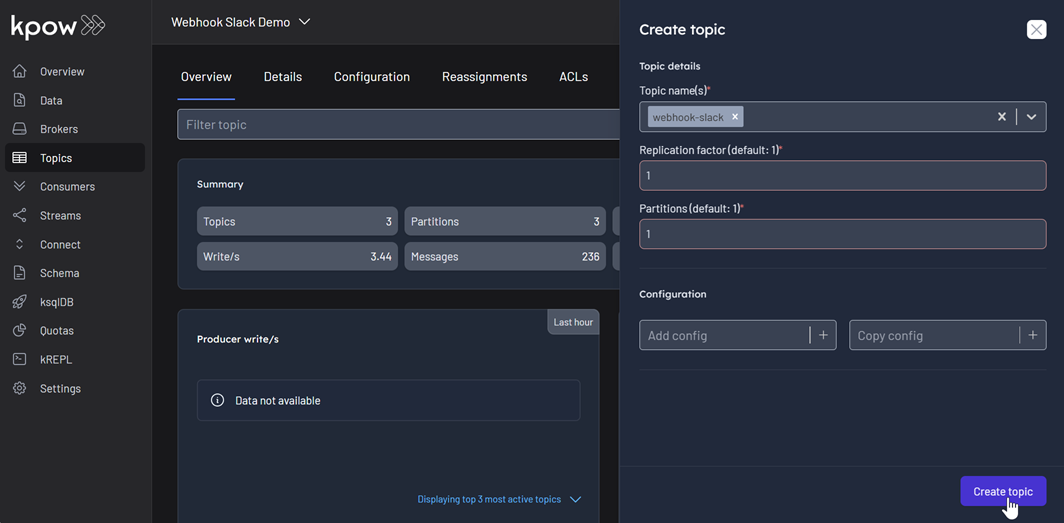 kpow
Overview
Data
Brokers
Topics
Consumers
Streams
Connect
Schema
ksqlDB
Quotas
kREPL
Settings
Webhook Slack Demo
Overview Details Configuration Reassignments ACLs
Filter topic
Summary
Topics 3 Partitions 3
Write/s 3.44 Messages 236
Last hour
Producer write/s
Data not available
Displaying top 3 most active topics
Create topic
Topic details
Topic name(s)*
webhook-slack
Replication factor (default: 1)*
1
Partitions (default: 1)*
1
Configuration
Add config Copy config
Create topic